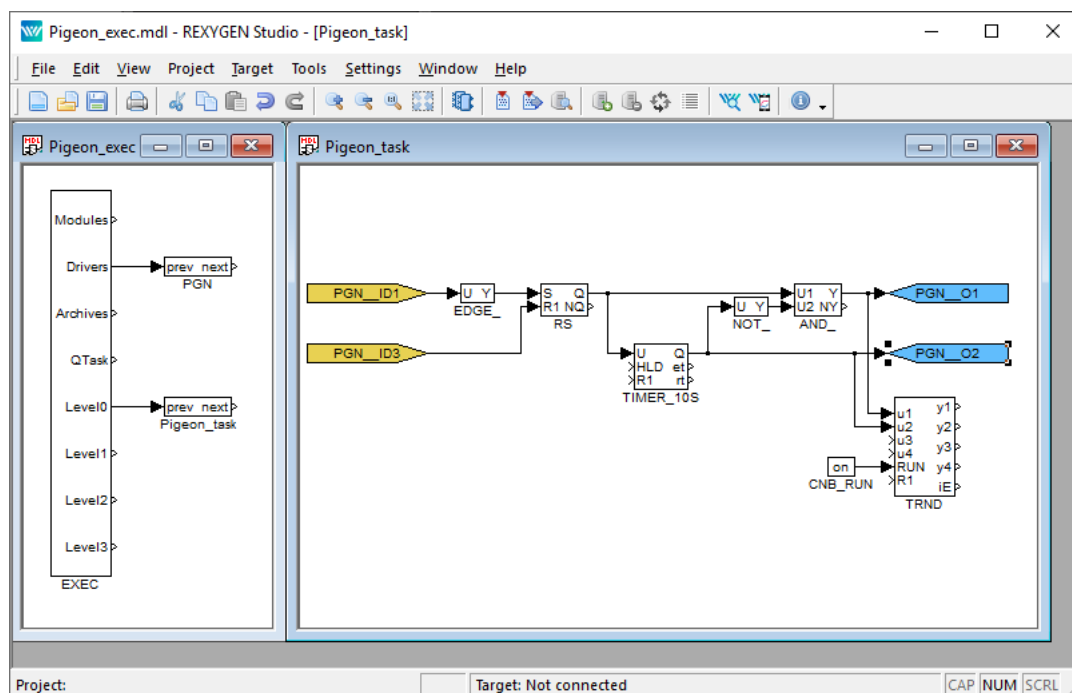 Pigeon_exec.mdl - REXYGEN Studio - [Pigeon_task]
File Edit View Project Target Tools Settings Window Help
Pigeon_exec
Modules
Drivers
prev next
PGN
Archives
QTask
Level0
prev next
Pigeon_task
Level1
Level2
Level3
EXEC
Pigeon_task
PGN__ID1
U Y
EDGE_
S Q
R1 NQ
RS
U Y
NOT_
U1 Y
U2 NY
AND_
PGN__O1
PGN__ID3
U Q
HLD et
R1 rt
TIMER_10S
PGN__O2
on
CNB_RUN
u1 y1
u2 y2
u3 y3
u4 y4
RUN
R1 iE
TRND
Project:
Target: Not connected
CAP NUM SCRL